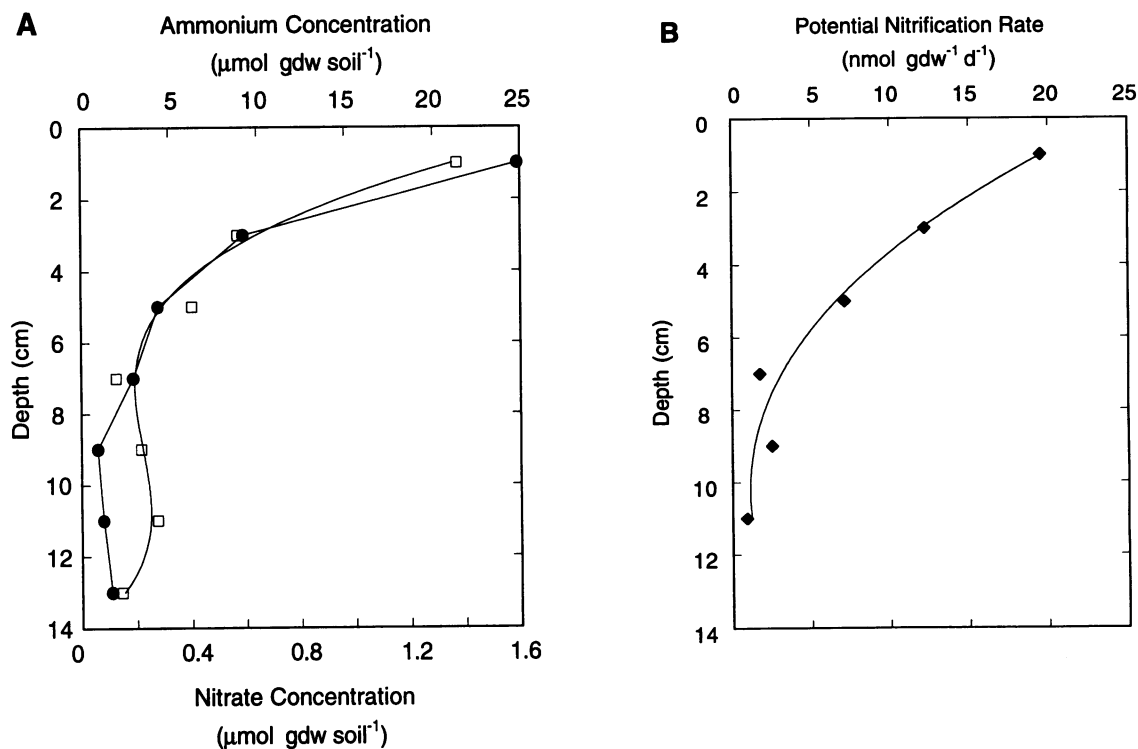 A
Ammonium Concentration
(μmol gdw soil⁻¹)
0 5 10 15 20 25
0
2
4
6
8
10
12
14
Depth (cm)
0 0.4 0.8 1.2 1.6
Nitrate Concentration
(μmol gdw soil⁻¹)
B
Potential Nitrification Rate
(nmol gdw⁻¹ d⁻¹)
0 5 10 15 20 25
0
2
4
6
8
10
12
14
Depth (cm)